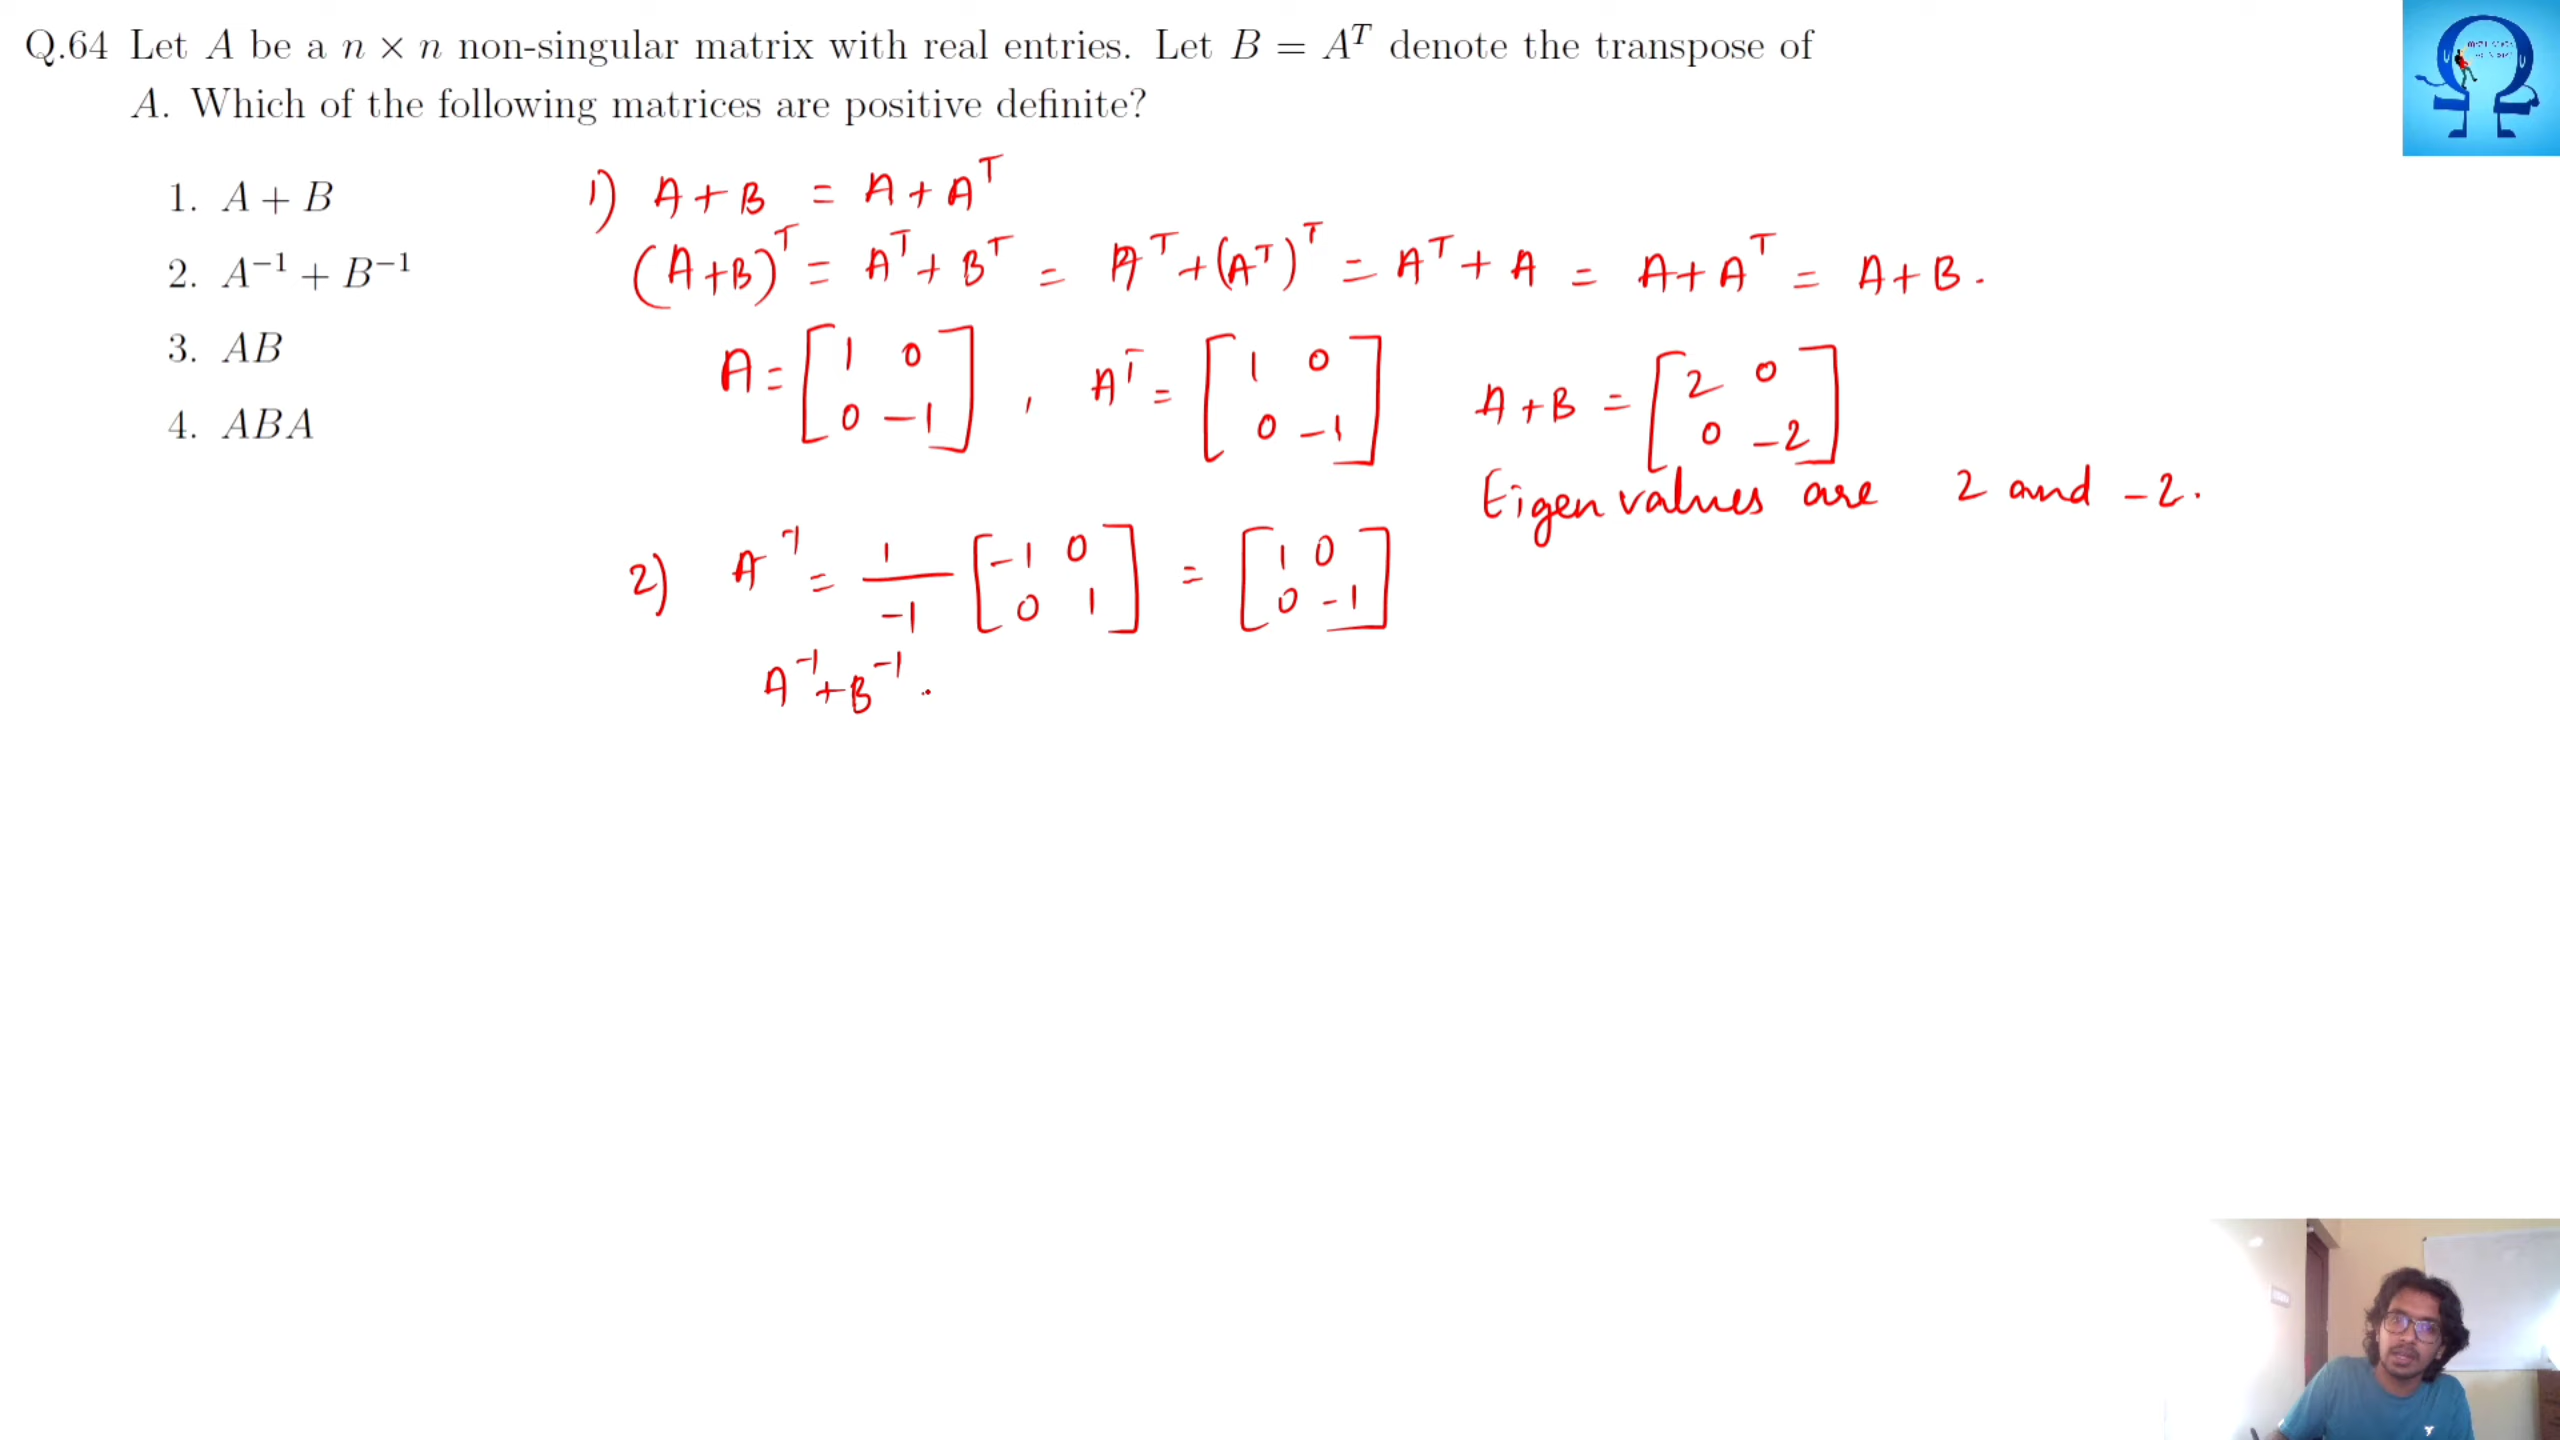 Q.64 Let A be a n × n non-singular matrix with real entries. Let B = A^T denote the transpose of
A. Which of the following matrices are positive definite?
1. A + B
2. A^{-1} + B^{-1}
3. AB
4. ABA
1) A+B = A+A^T
(A+B)^T = A^T + B^T = A^T + (A^T)^T = A^T + A = A+A^T = A+B.
A = [1 0; 0 -1] , A^T = [1 0; 0 -1] A+B = [2 0; 0 -2]
Eigen values are 2 and -2.
2) A^{-1} = 1/-1 [-1 0; 0 1] = [1 0; 0 -1]
A^{-1}+B^{-1}